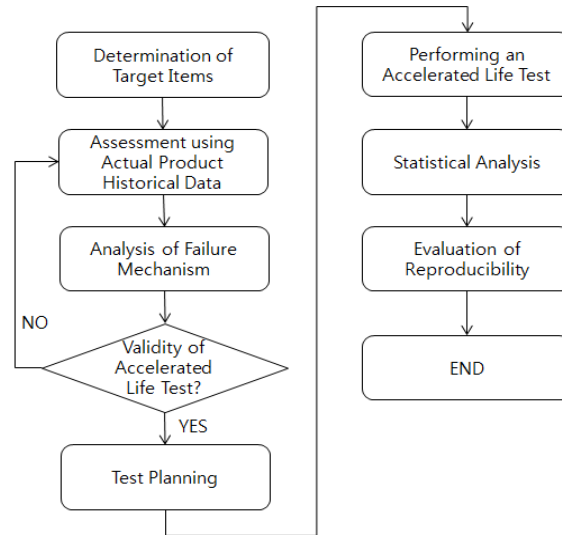 Determination of
Target Items
Assessment using
Actual Product
Historical Data
Analysis of Failure
Mechanism
NO
Validity of
Accelerated
Life Test?
YES
Test Planning
Performing an
Accelerated Life Test
Statistical Analysis
Evaluation of
Reproducibility
END